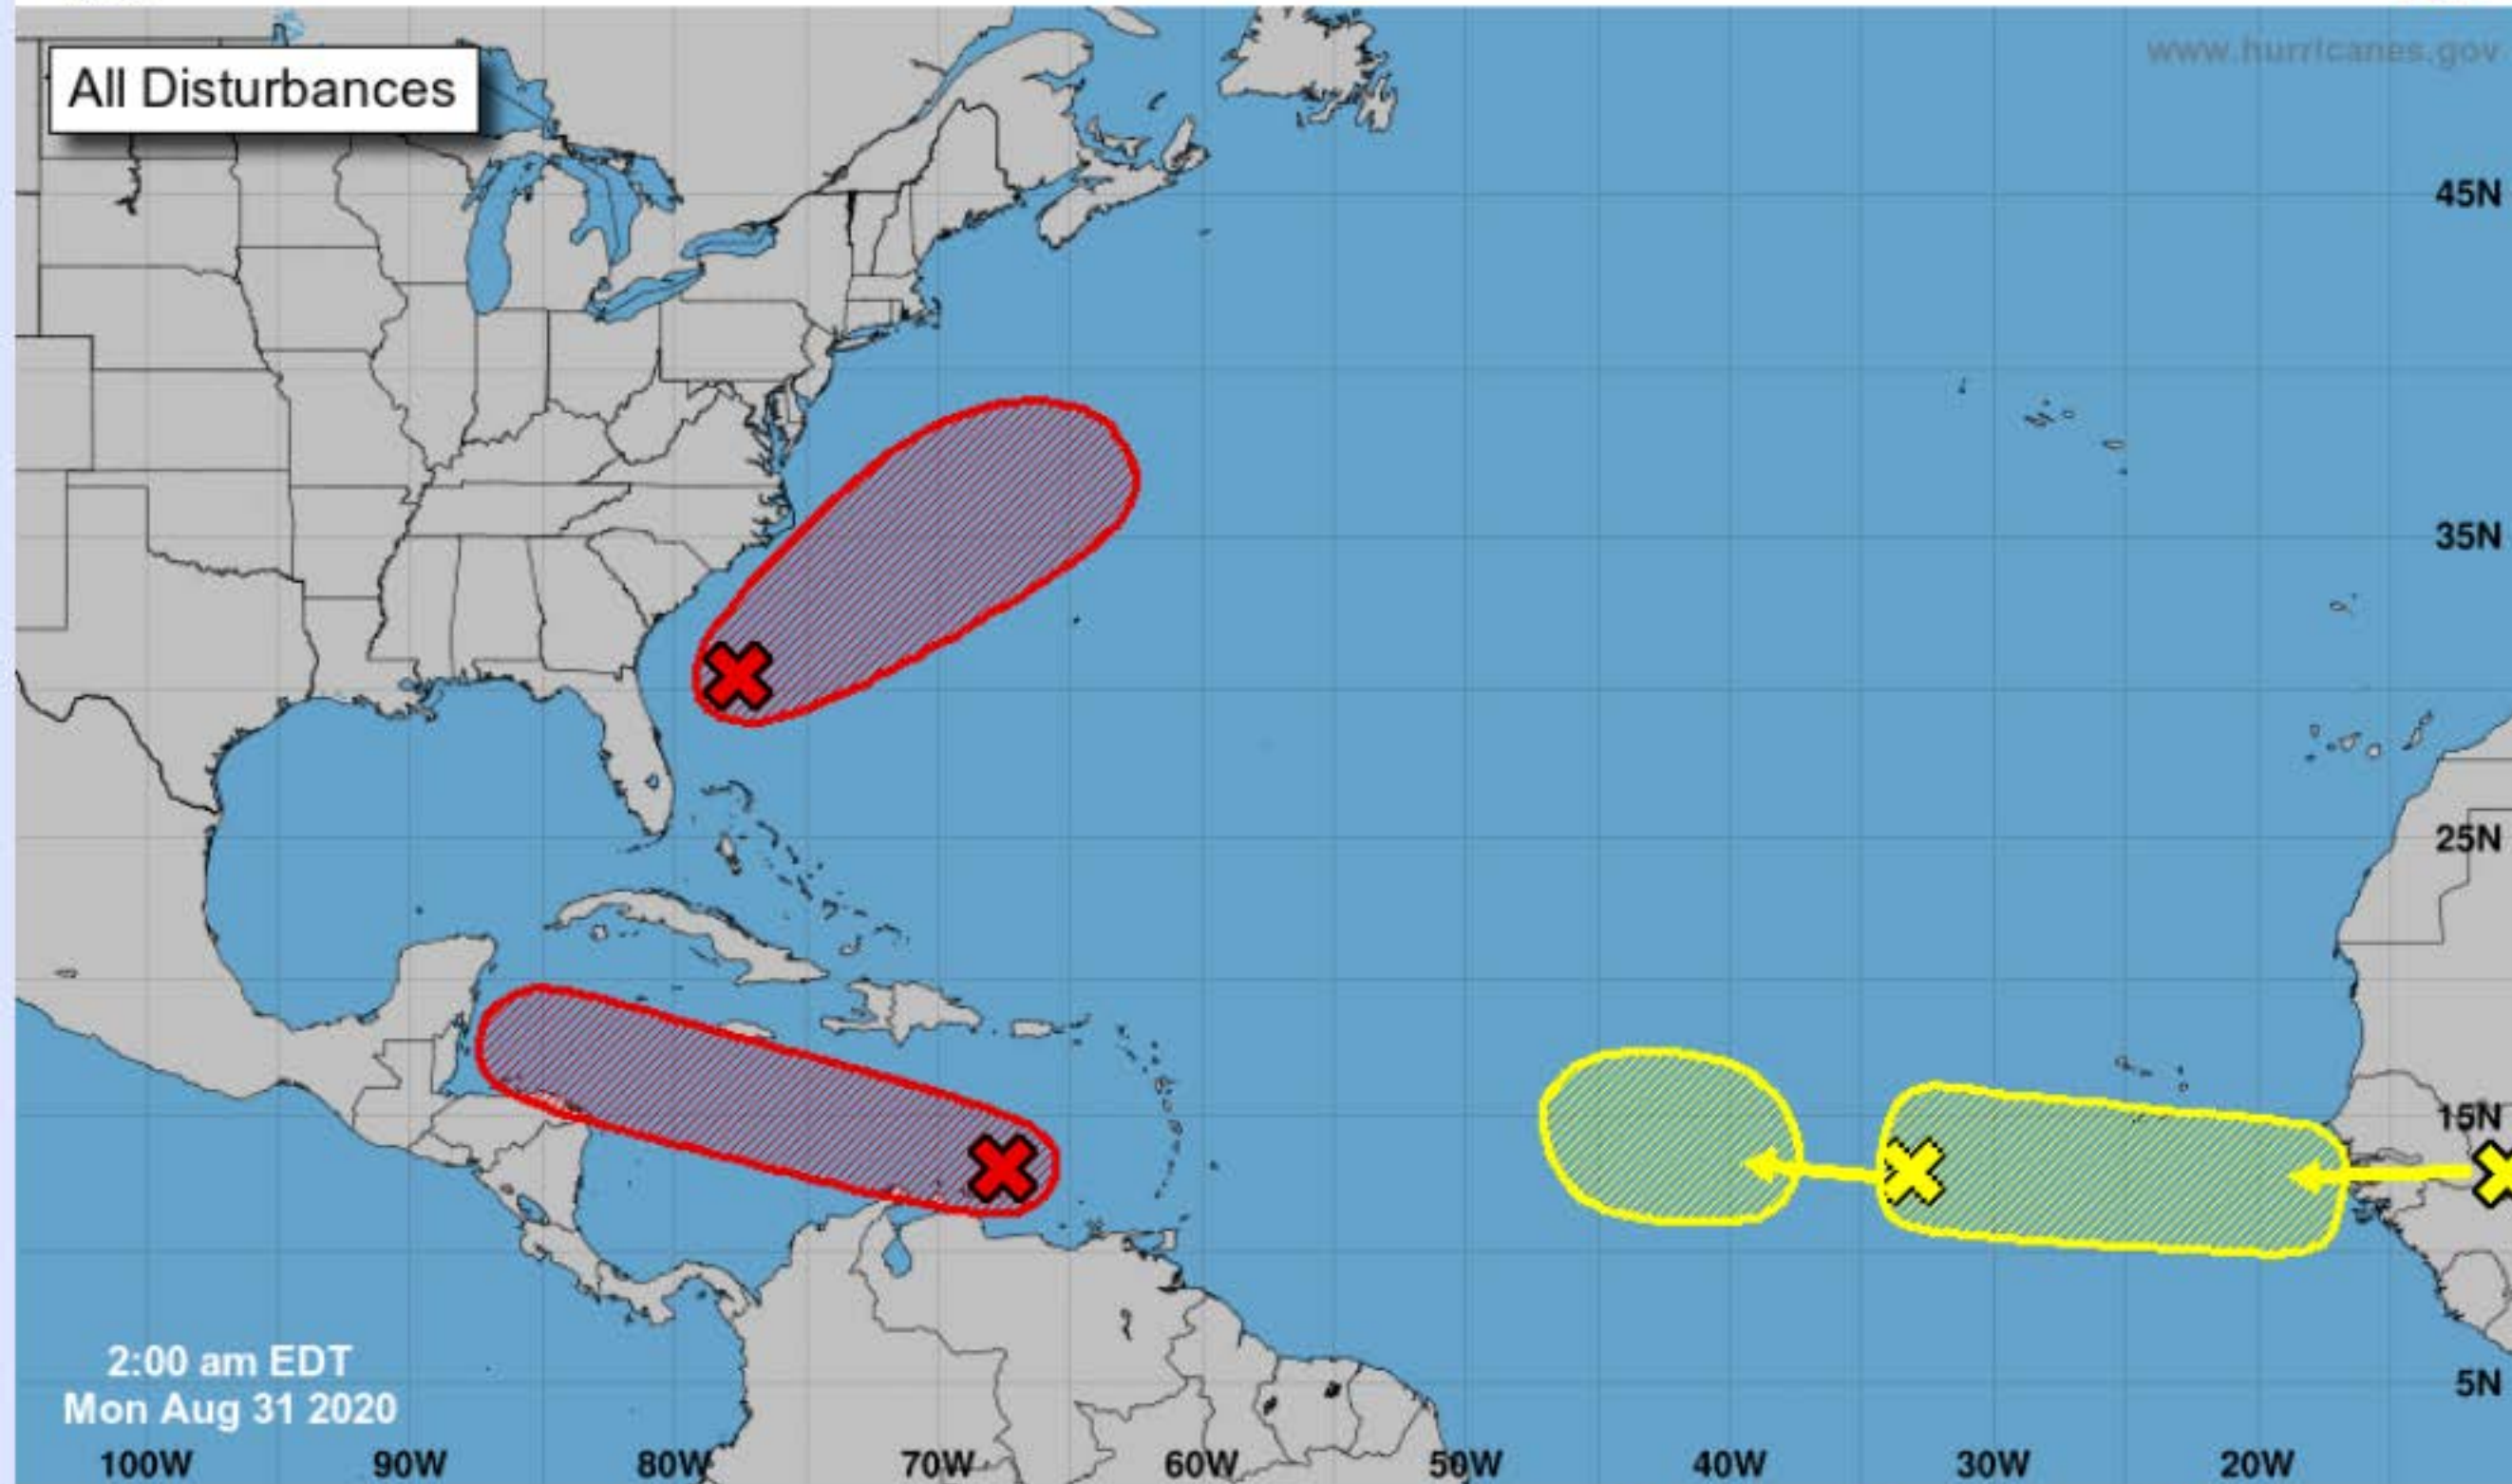 All Disturbances
www.hurricanes.gov
45N
35N
25N
15N
5N
2:00 am EDT
Mon Aug 31 2020
100W 90W 80W 70W 60W 50W 40W 30W 20W